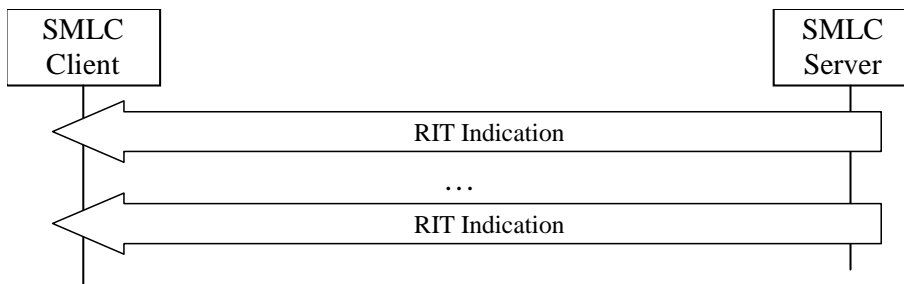 SMLC
Client
SMLC
Server
RIT Indication
…
RIT Indication